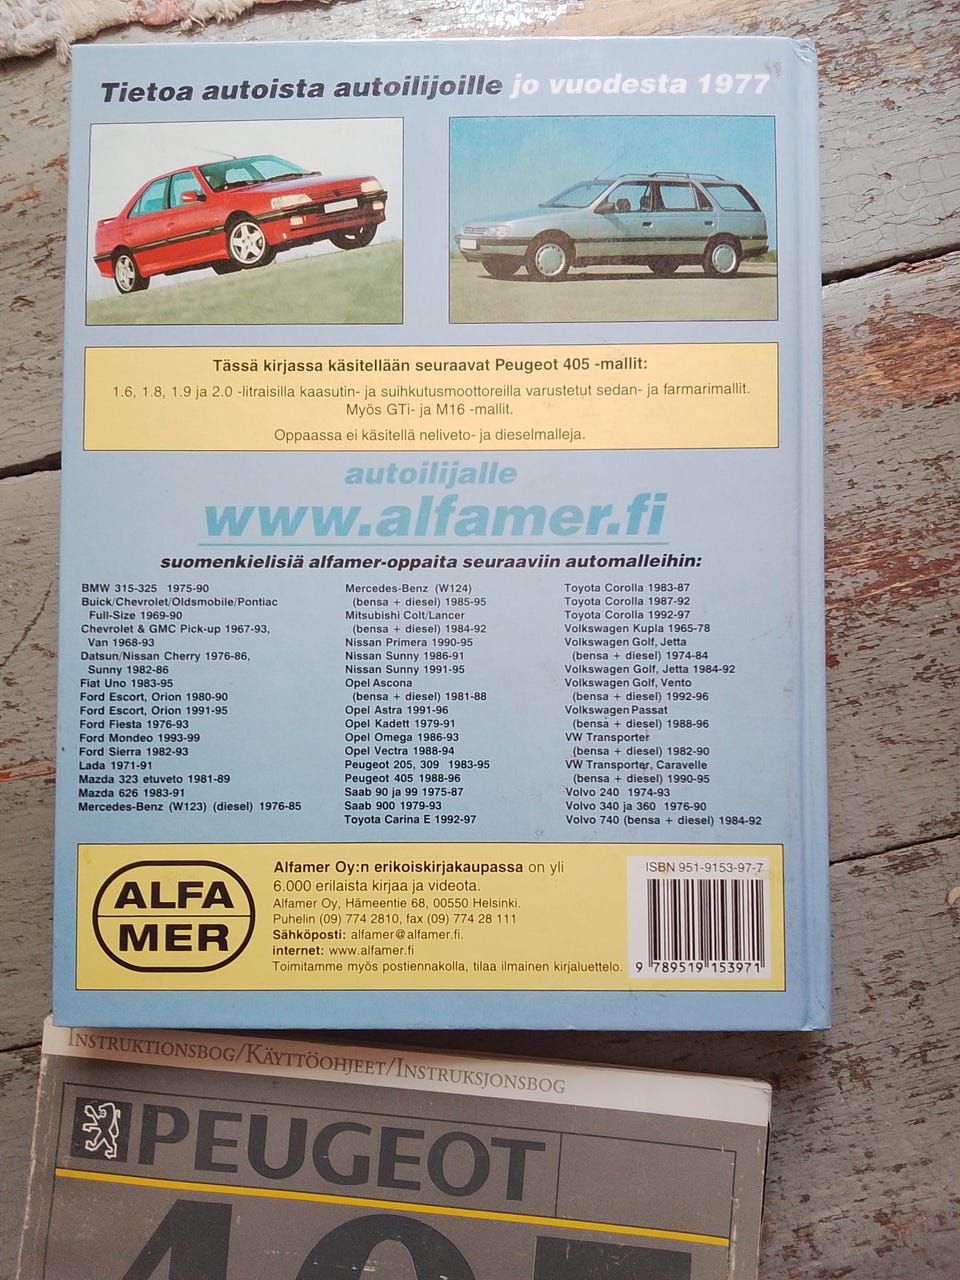 Tietoa autoista autoilijoille jo vuodesta 1977
Tässä kirjassa käsitellään seuraavat Peugeot 405 -mallit:
1.6, 1.8, 1.9 ja 2.0 -litraisilla kaasutin- ja suihkutusmoottoreilla varustetut sedan- ja farmarimallit.
Myös GTi- ja M16 -mallit.
Oppaassa ei käsitellä neliveto- ja dieselmalleja.
autoilijalle
www.alfamer.fi
suomenkielisiä alfamer-oppaita seuraaviin automalleihin:
BMW 315-325 1975-90
Buick/Chevrolet/Oldsmobile/Pontiac
Full-Size 1969-90
Chevrolet & GMC Pick-up 1967-93,
Van 1968-93
Datsun/Nissan Cherry 1976-86,
Sunny 1982-86
Fiat Uno 1983-95
Ford Escort, Orion 1980-90
Ford Escort, Orion 1991-95
Ford Fiesta 1976-93
Ford Mondeo 1993-99
Ford Sierra 1982-93
Lada 1971-91
Mazda 323 etuveto 1981-89
Mazda 626 1983-91
Mercedes-Benz (W123) (diesel) 1976-85
Mercedes-Benz (W124)
(bensa + diesel) 1985-95
Mitsubishi Colt/Lancer
(bensa + diesel) 1984-92
Nissan Primera 1990-95
Nissan Sunny 1986-91
Nissan Sunny 1991-95
Opel Ascona
(bensa + diesel) 1981-88
Opel Astra 1991-96
Opel Kadett 1979-91
Opel Omega 1986-93
Opel Vectra 1988-94
Peugeot 205, 309 1983-95
Peugeot 405 1988-96
Saab 90 ja 99 1975-87
Saab 900 1979-93
Toyota Carina E 1992-97
Toyota Corolla 1983-87
Toyota Corolla 1987-92
Toyota Corolla 1992-97
Volkswagen Kupla 1965-78
Volkswagen Golf, Jetta
(bensa + diesel) 1974-84
Volkswagen Golf, Jetta 1984-92
Volkswagen Golf, Vento
(bensa + diesel) 1992-96
Volkswagen Passat
(bensa + diesel) 1988-96
VW Transporter
(bensa + diesel) 1982-90
VW Transporter, Caravelle
(bensa + diesel) 1990-95
Volvo 240 1974-93
Volvo 340 ja 360 1976-90
Volvo 740 (bensa + diesel) 1984-92
ALFA
MER
Alfamer Oy:n erikoiskirjakaupassa on yli
6.000 erilaista kirjaa ja videota.
Alfamer Oy, Hämeentie 68, 00550 Helsinki.
Puhelin (09) 774 2810, fax (09) 774 28 111
Sähköposti: alfamer@alfamer.fi.
internet: www.alfamer.fi
Toimitamme myös postiennakolla, tilaa ilmainen kirjaluettelo.
ISBN 951-9153-97-7
9 789519 153971
INSTRUKTIONSBOG/KÄYTTÖOHJEET/INSTRUKSJONSBOG
PEUGEOT
405